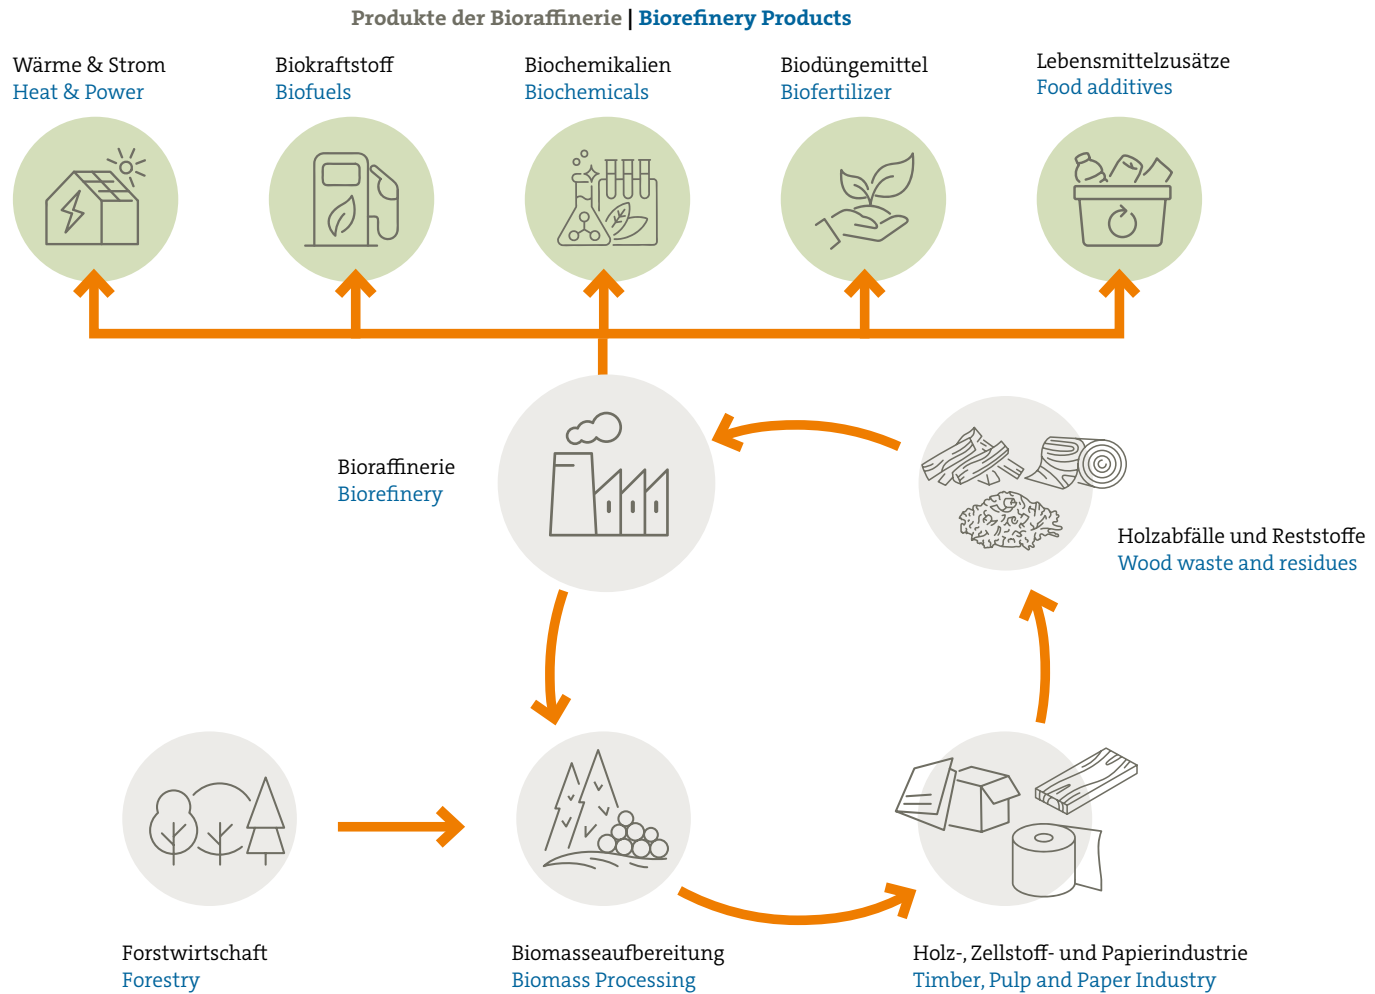 Produkte der Bioraffinerie | Biorefinery Products
Wärme & Strom
Heat & Power
Biokraftstoff
Biofuels
Biochemikalien
Biochemicals
Biodüngemittel
Biofertilizer
Lebensmittelzusätze
Food additives
Bioraffinerie
Biorefinery
Holzabfälle und Reststoffe
Wood waste and residues
Forstwirtschaft
Forestry
Biomasseaufbereitung
Biomass Processing
Holz-, Zellstoff- und Papierindustrie
Timber, Pulp and Paper Industry